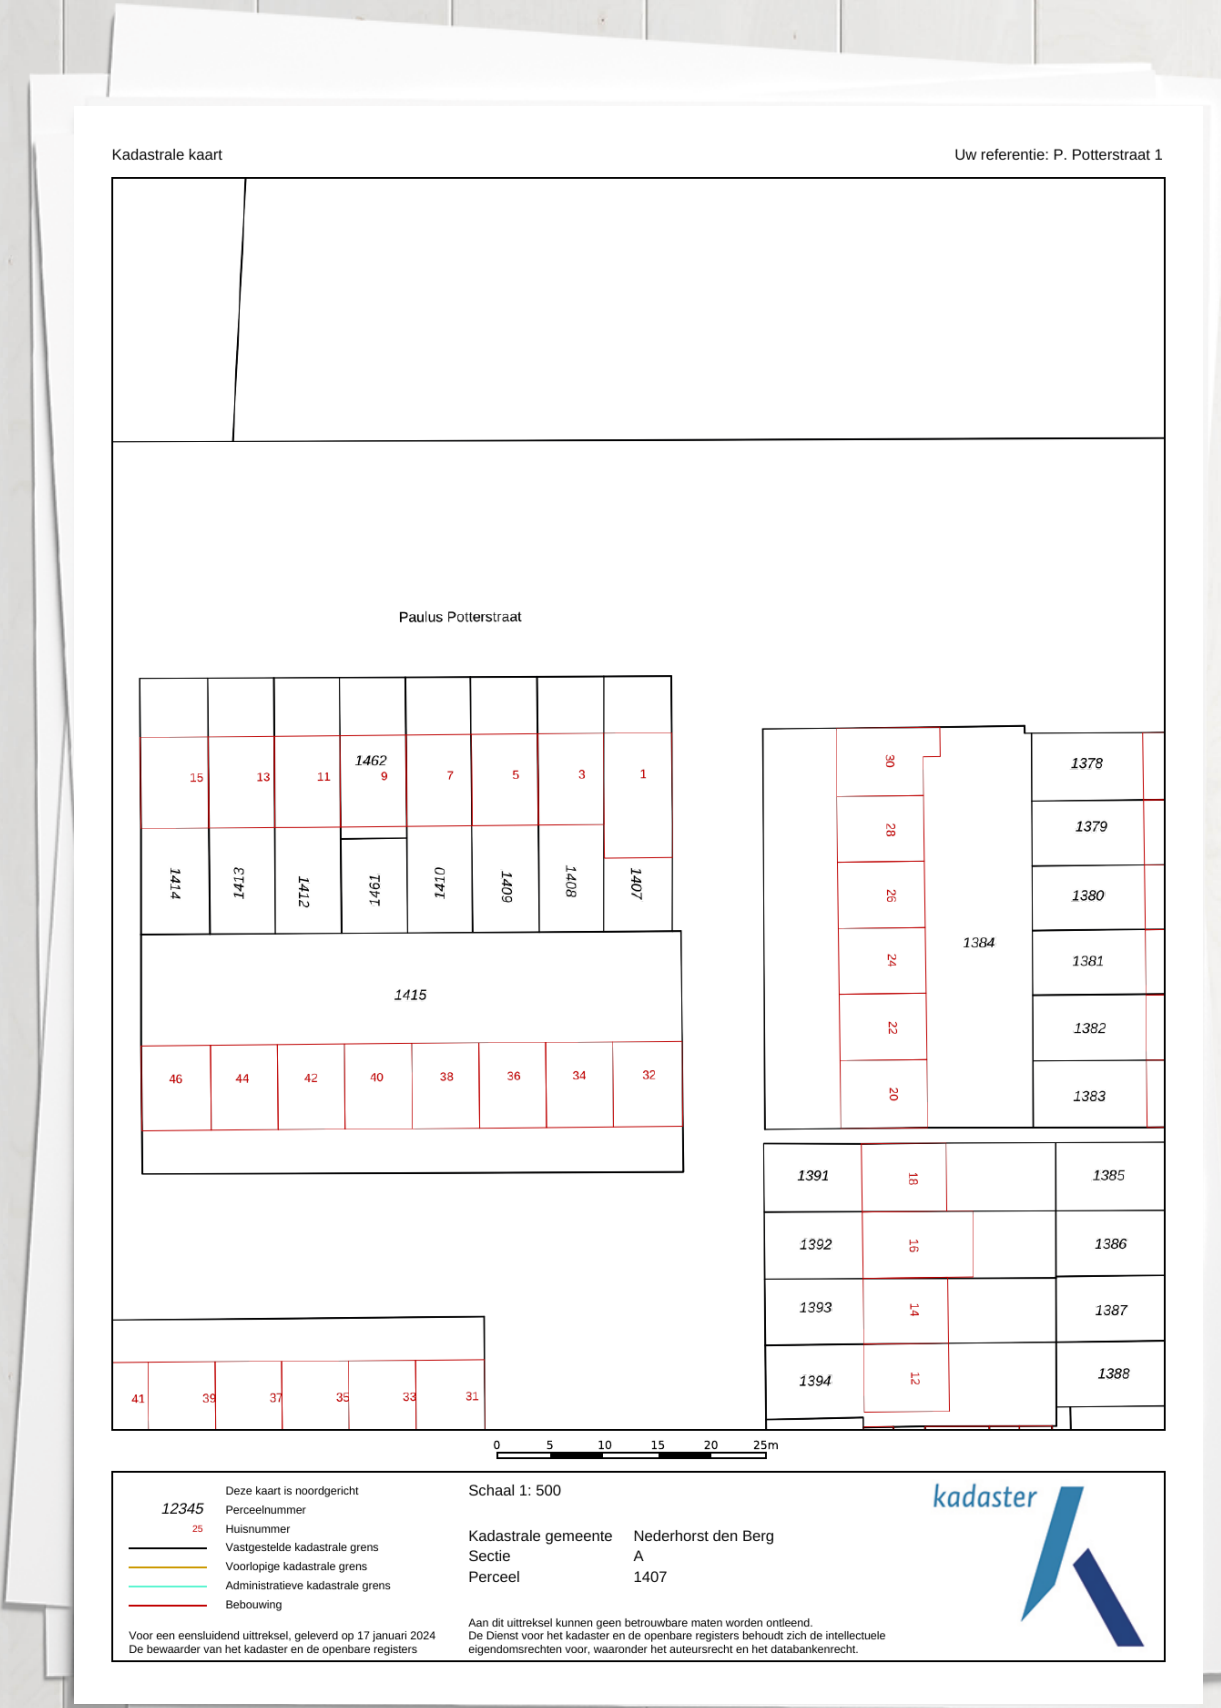 Kadastrale kaart
Uw referentie: P. Potterstraat 1
Paulus Potterstraat
15
13
11
1462
9
7
5
3
1
1414
1413
1412
1461
1410
1409
1408
1407
1415
46
44
42
40
38
36
34
32
30
28
26
24
22
20
1384
1378
1379
1380
1381
1382
1383
1391
18
1385
1392
16
1386
1393
14
1387
1394
12
1388
41
39
37
35
33
31
0 5 10 15 20 25m
Deze kaart is noordgericht
12345 Perceelnummer
25 Huisnummer
Vastgestelde kadastrale grens
Voorlopige kadastrale grens
Administratieve kadastrale grens
Bebouwing
Voor een eensluidend uittreksel, geleverd op 17 januari 2024
De bewaarder van het kadaster en de openbare registers
Schaal 1: 500
Kadastrale gemeente Nederhorst den Berg
Sectie A
Perceel 1407
Aan dit uittreksel kunnen geen betrouwbare maten worden ontleend.
De Dienst voor het kadaster en de openbare registers behoudt zich de intellectuele
eigendomsrechten voor, waaronder het auteursrecht en het databankenrecht.
kadaster